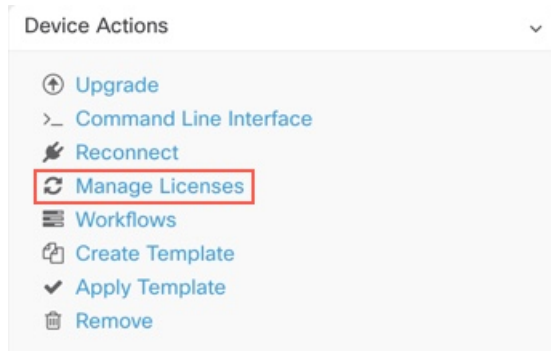 Device Actions
Upgrade
Command Line Interface
Reconnect
Manage Licenses
Workflows
Create Template
Apply Template
Remove